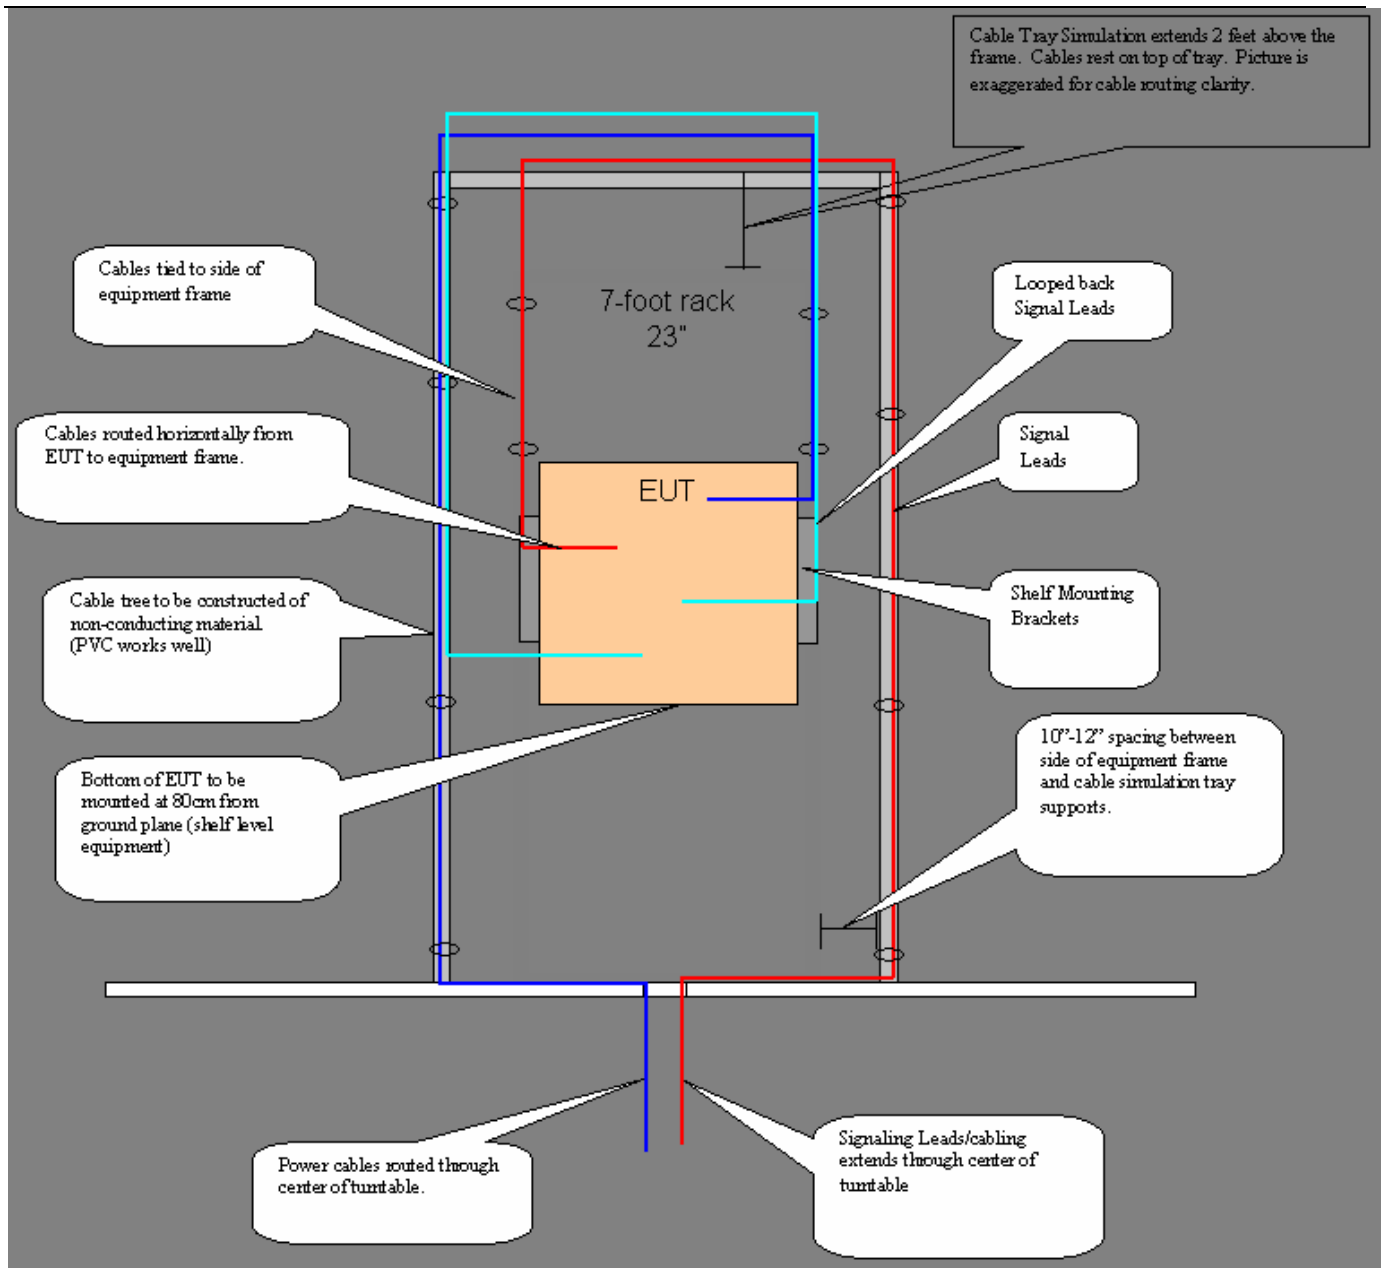 Cable Tray Simulation extends 2 feet above the
frame.  Cables rest on top of tray.  Picture is
exaggerated for cable routing clarity.
Cables tied to side of
equipment frame
7-foot rack
23"
Looped back
Signal Leads
Cables routed horizontally from
EUT to equipment frame.
Signal
Leads
EUT
Cable tree to be constructed of
non-conducting material.
(PVC works well)
Shelf Mounting
Brackets
Bottom of EUT to be
mounted at 80cm from
ground plane (shelf level
equipment)
10”-12” spacing between
side of equipment frame
and cable simulation tray
supports.
Power cables routed through
center of turntable.
Signaling Leads/cabling
extends through center of
turntable